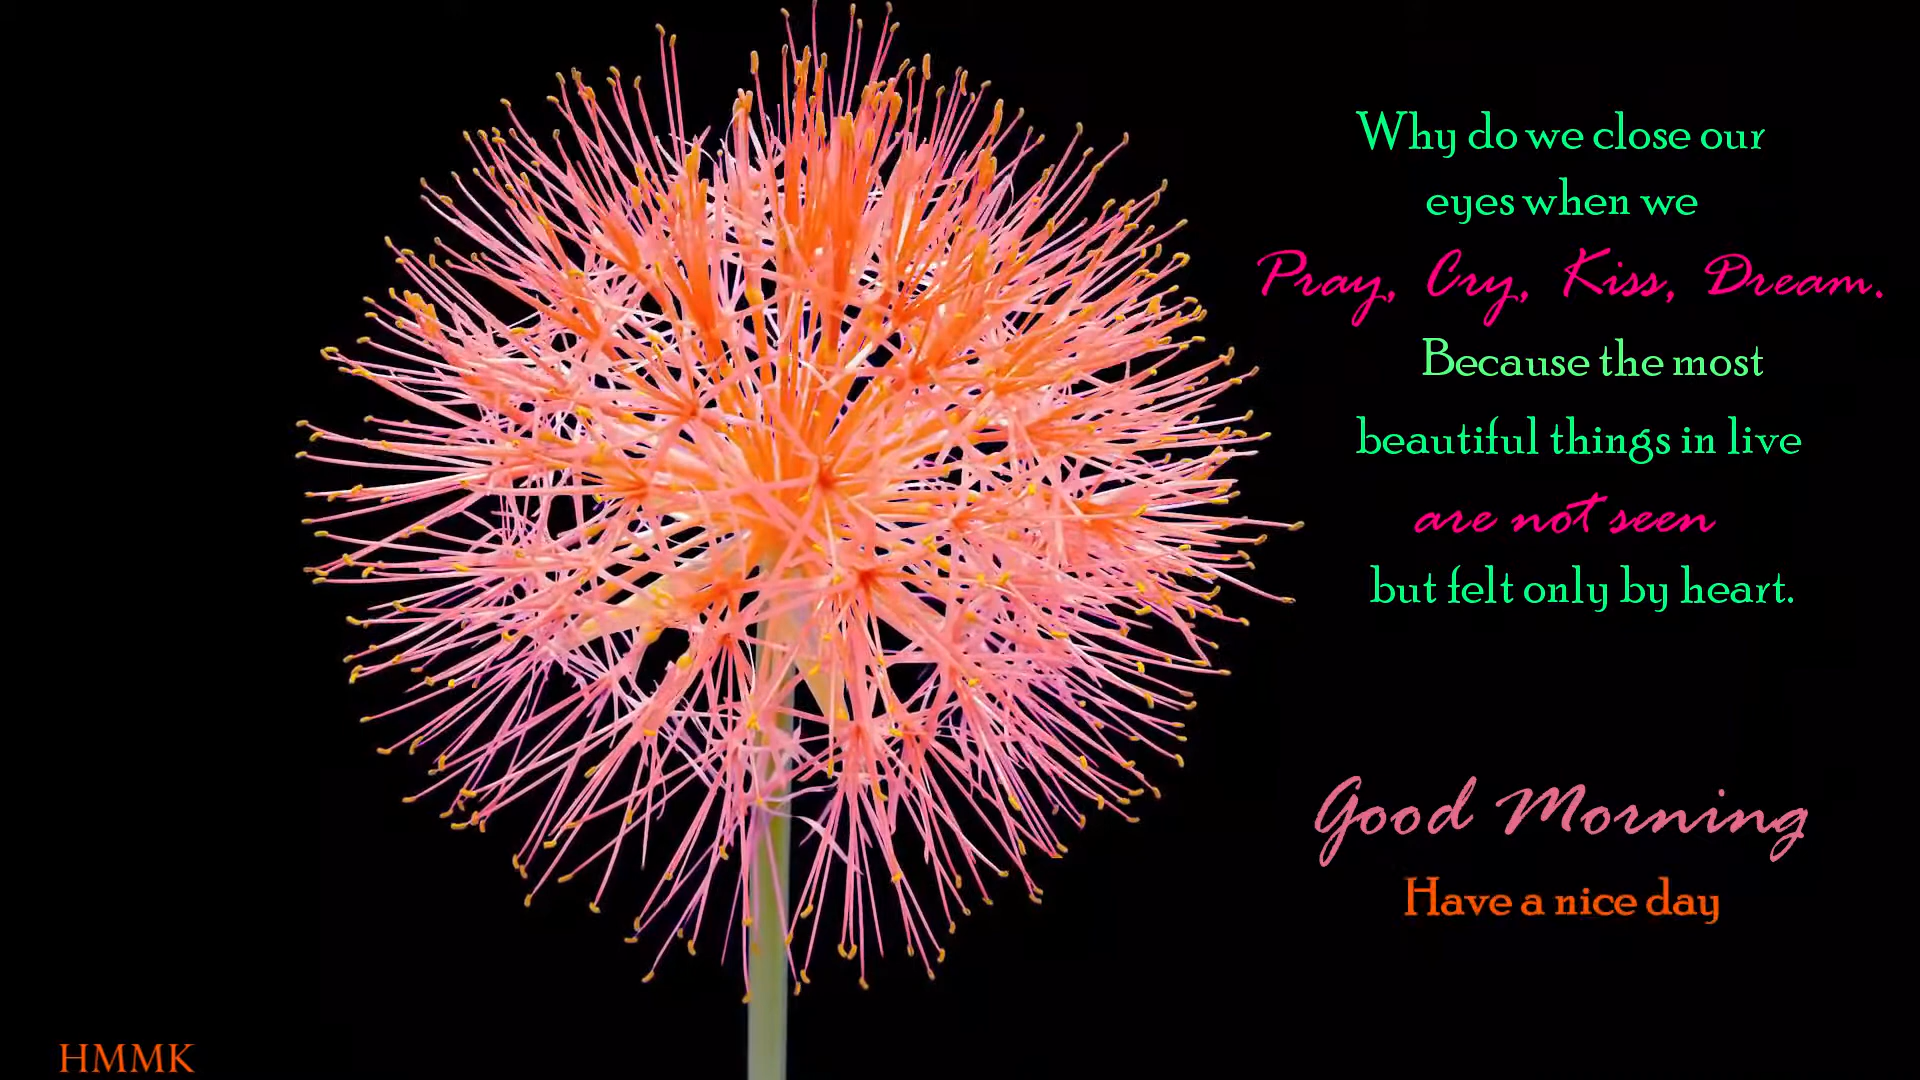 Why do we close our
eyes when we
Pray, Cry, Kiss, Dream.
Because the most
beautiful things in live
are not seen
but felt only by heart.
Good Morning
Have a nice day
HMMK